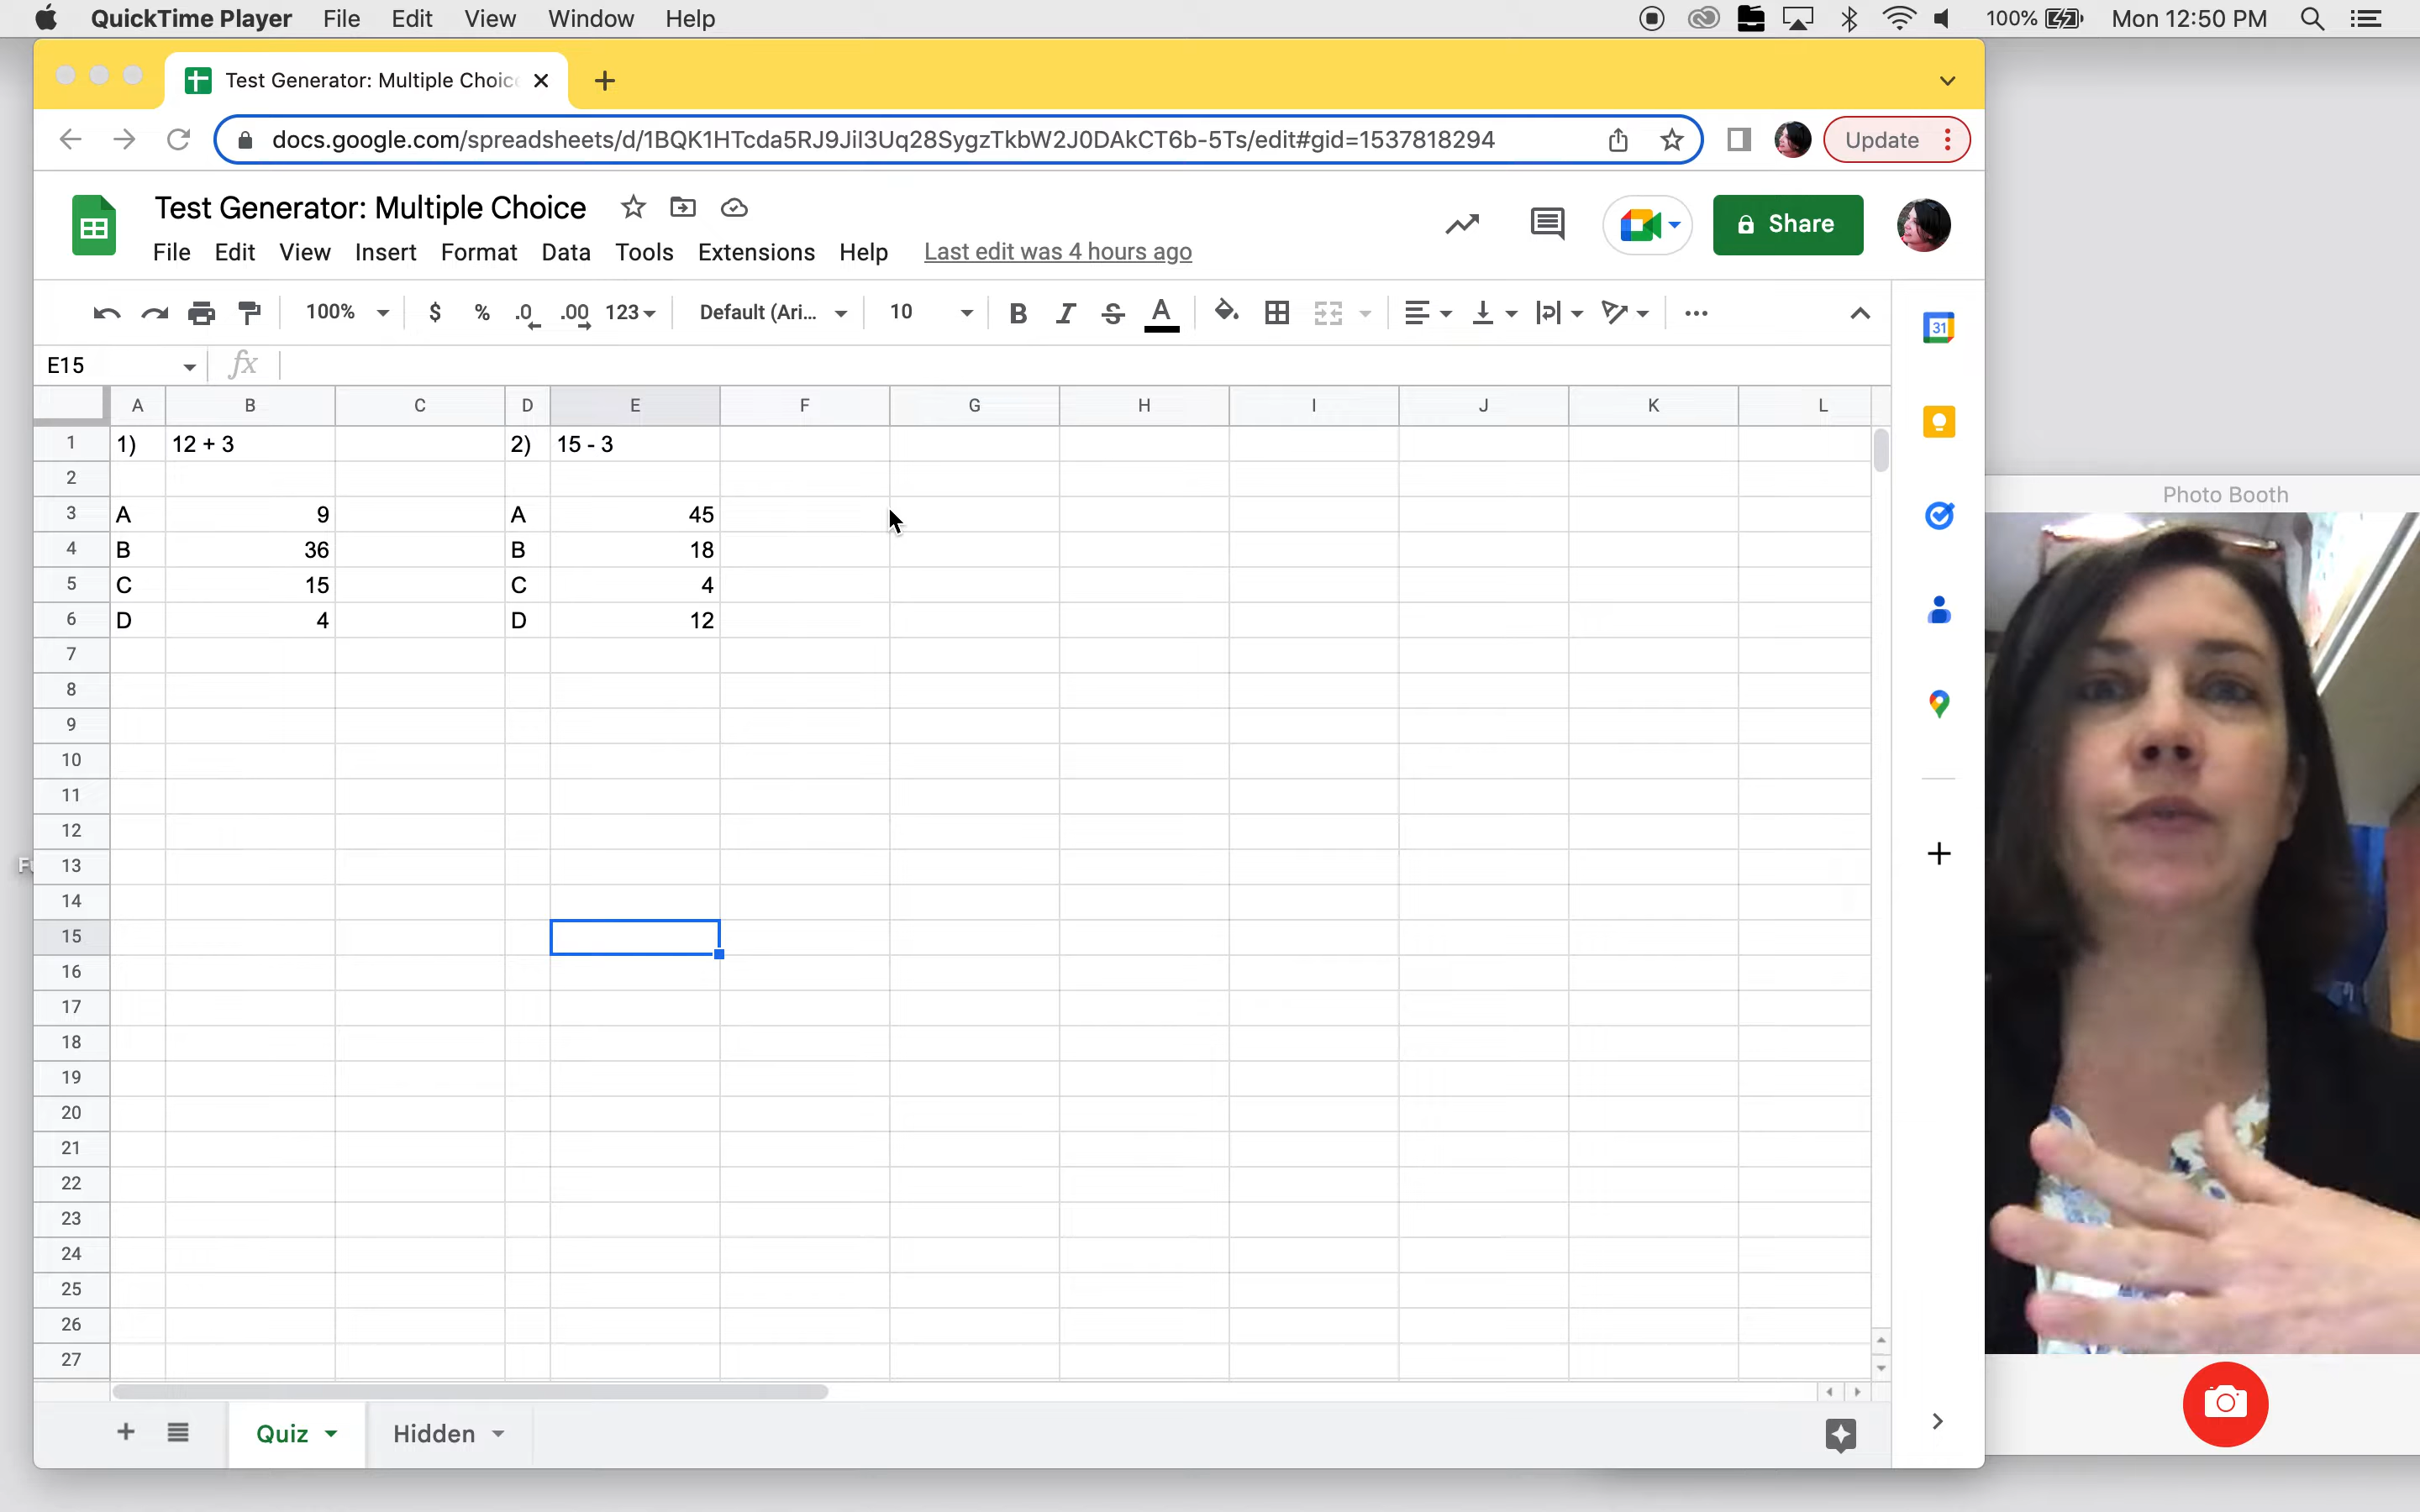 QuickTime Player File Edit View Window Help 100% Mon 12:50 PM
Test Generator: Multiple Choic
docs.google.com/spreadsheets/d/1BQK1HTcda5RJ9JiI3Uq28SygzTkbW2J0DAkCT6b-5Ts/edit#gid=1537818294 Update
Test Generator: Multiple Choice Share
File Edit View Insert Format Data Tools Extensions Help Last edit was 4 hours ago
100% $ % .0 .00 123 Default (Ari... 10 B I S A
31
E15 fx
A B C D E F G H I J K L
1 1) 12 + 3 2) 15 - 3
2
Photo Booth
3 A 9 A 45
4 B 36 B 18
5 C 15 C 4
6 D 4 D 12
7
8
9
10
11
12
13
14
15
16
17
18
19
20
21
22
23
24
25
26
27
Quiz Hidden